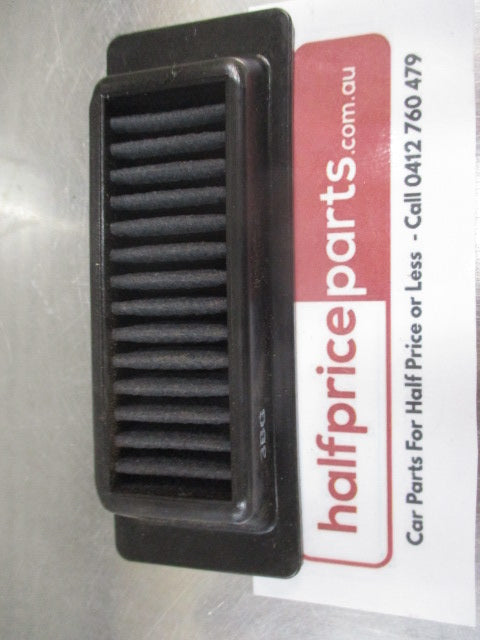 halfpriceparts.com.au
Car Parts For Half Price or Less - Call 0412 760 479